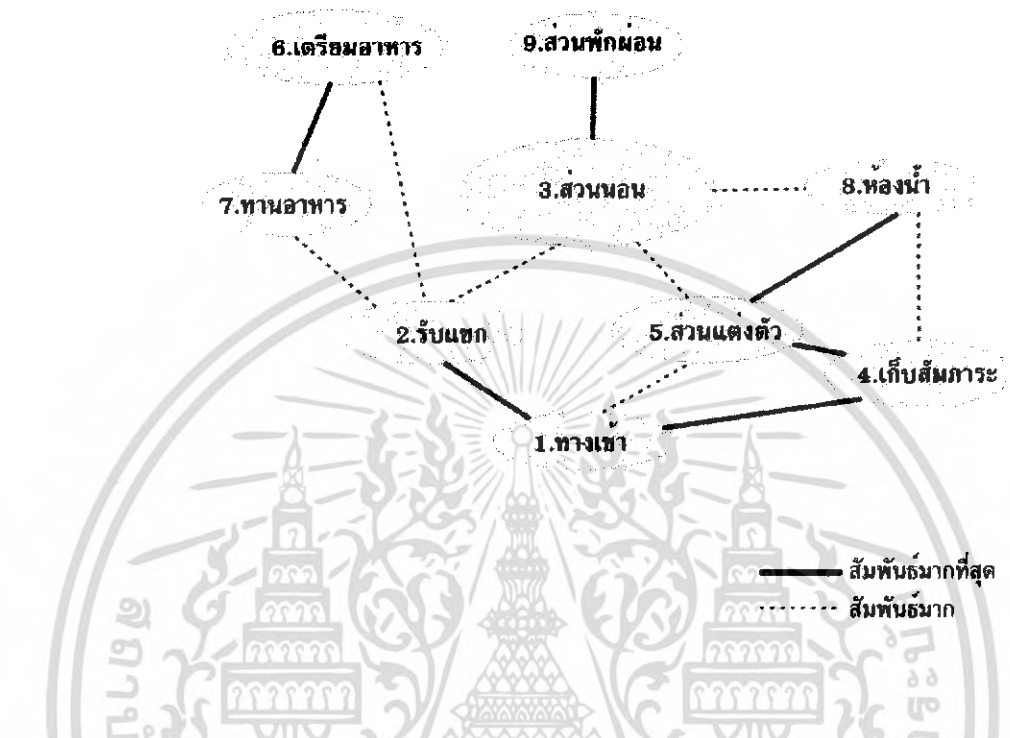 6.เตรียมอาหาร
9.ส่วนพักผ่อน
7.ทานอาหาร
3.ส่วนนอน
8.ห้องน้ำ
2.รับแขก
5.ส่วนแต่งตัว
4.เก็บสัมภาระ
1.ทางเข้า
สัมพันธ์มากที่สุด
สัมพันธ์มาก